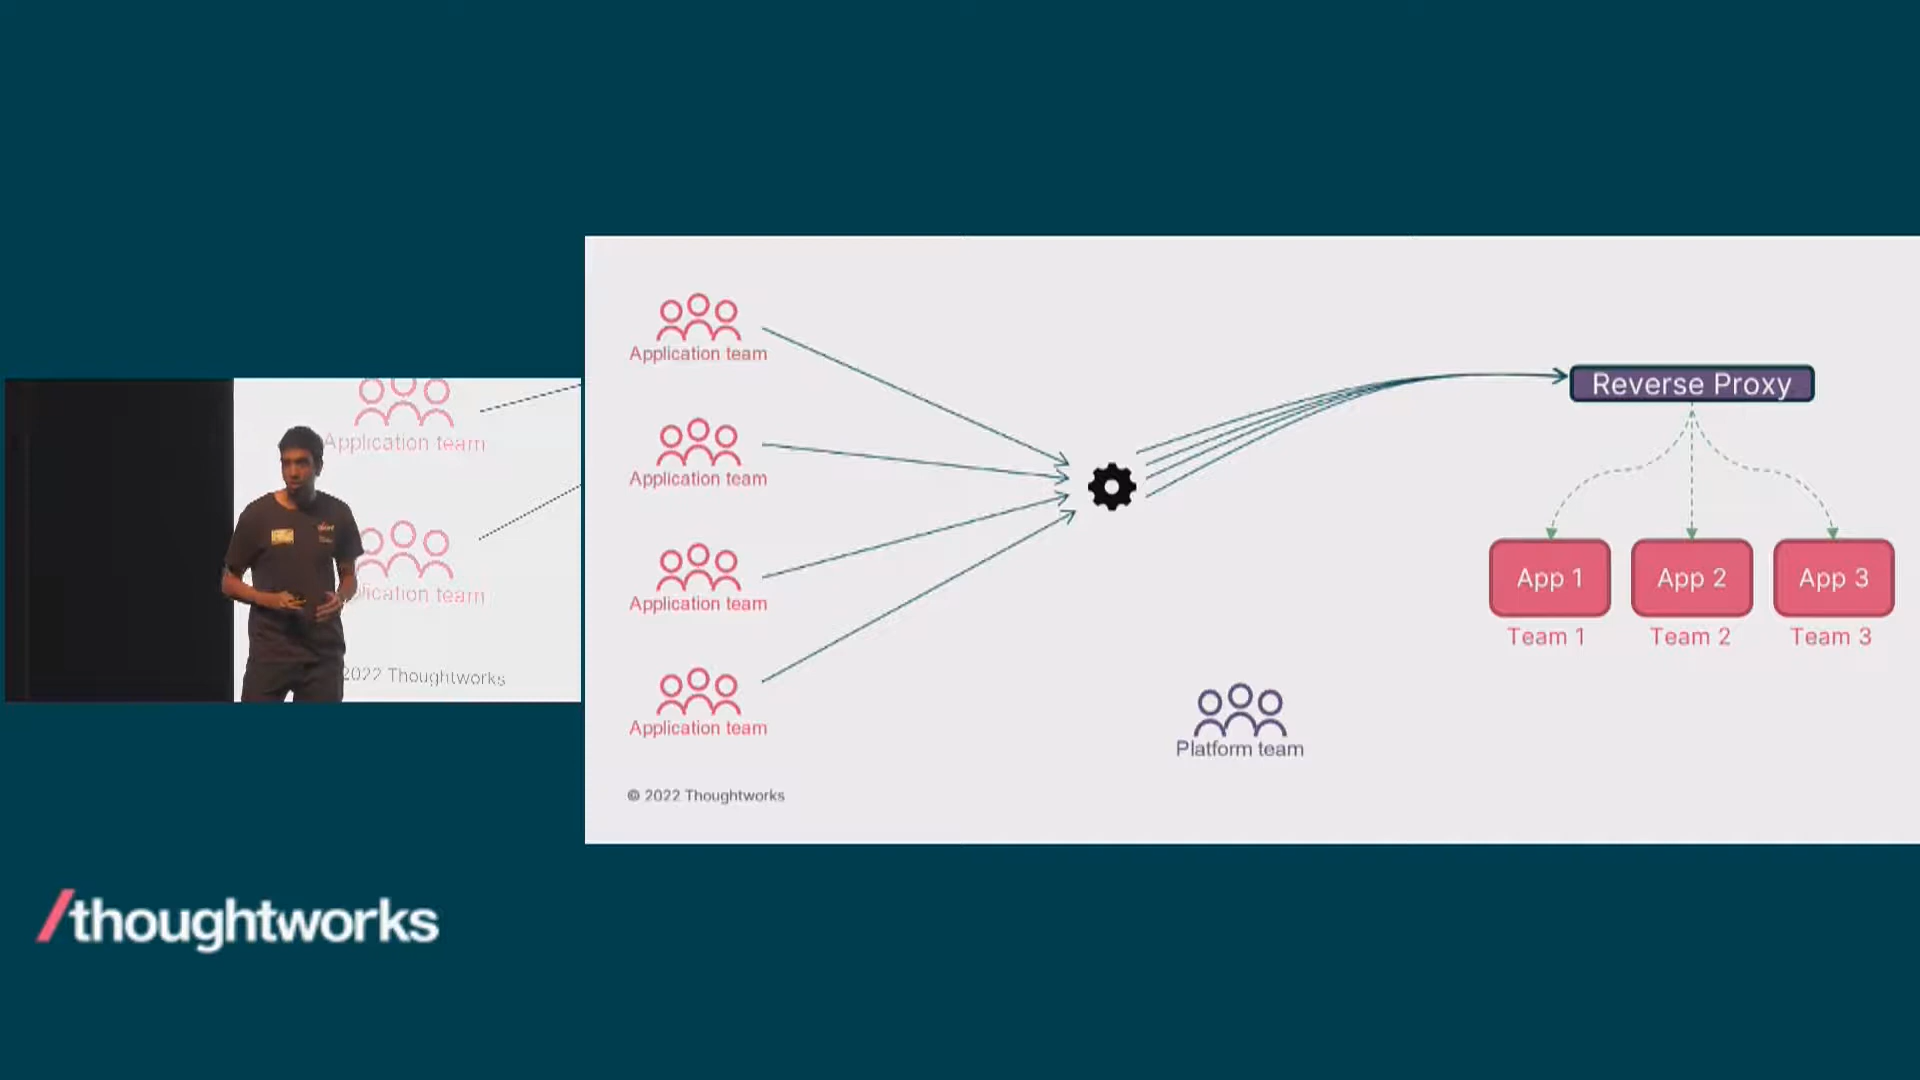 Application team
Application team
Application team
Application team
© 2022 Thoughtworks
Platform team
Reverse Proxy
App 1
App 2
App 3
Team 1
Team 2
Team 3
Application team
plication team
2022 Thoughtworks
/thoughtworks